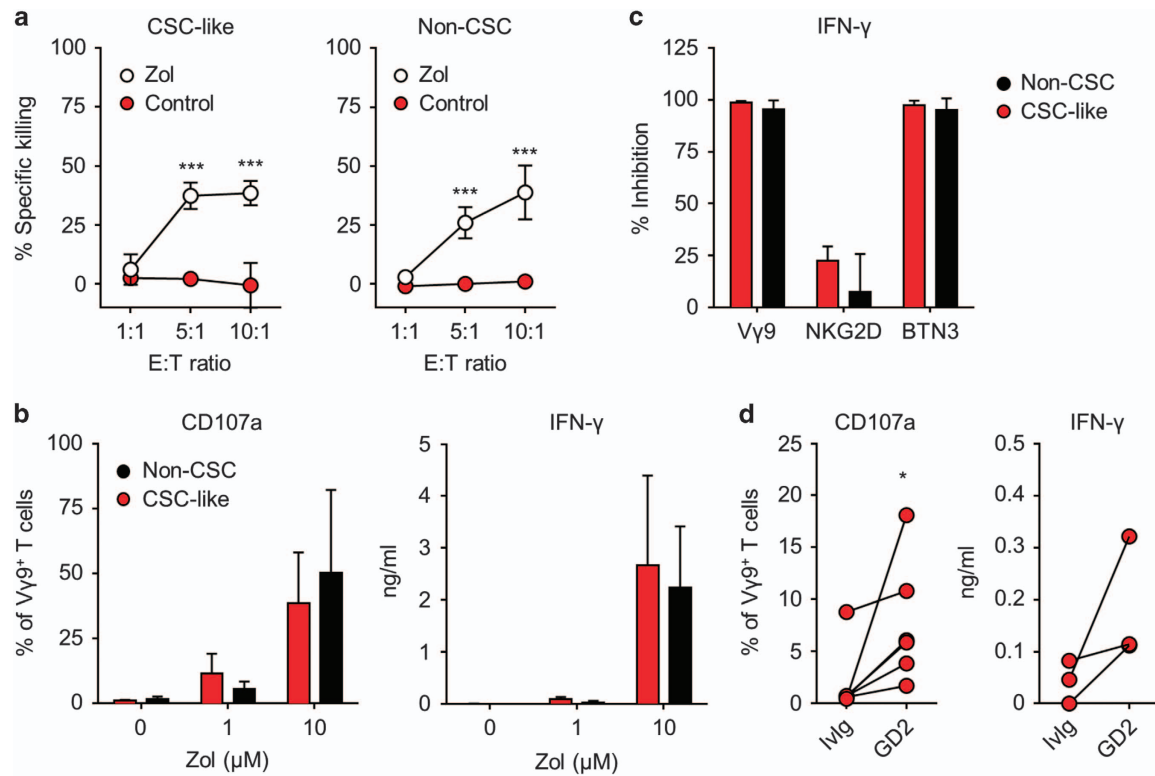 a
CSC-like
100
75
50
25
0
% Specific killing
Zol
Control
***
***
1:1
5:1
10:1
E:T ratio
Non-CSC
100
75
50
25
0
Zol
Control
***
***
1:1
5:1
10:1
E:T ratio
c
IFN-γ
125
100
75
50
25
0
% Inhibition
Vγ9
NKG2D
BTN3
Non-CSC
CSC-like
b
CD107a
100
75
50
25
0
% of Vγ9⁺ T cells
Non-CSC
CSC-like
0
1
10
Zol (μM)
IFN-γ
5
4
3
2
1
0
ng/ml
0
1
10
Zol (μM)
d
CD107a
25
20
15
10
5
0
% of Vγ9⁺ T cells
*
IvIg
GD2
IFN-γ
0.5
0.4
0.3
0.2
0.1
0
ng/ml
IvIg
GD2